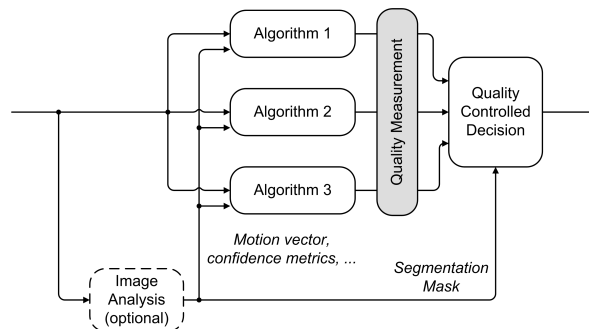 Algorithm 1
Algorithm 2
Algorithm 3
Quality Measurement
Quality
Controlled
Decision
Motion vector,
confidence metrics, ...
Segmentation
Mask
Image
Analysis
(optional)